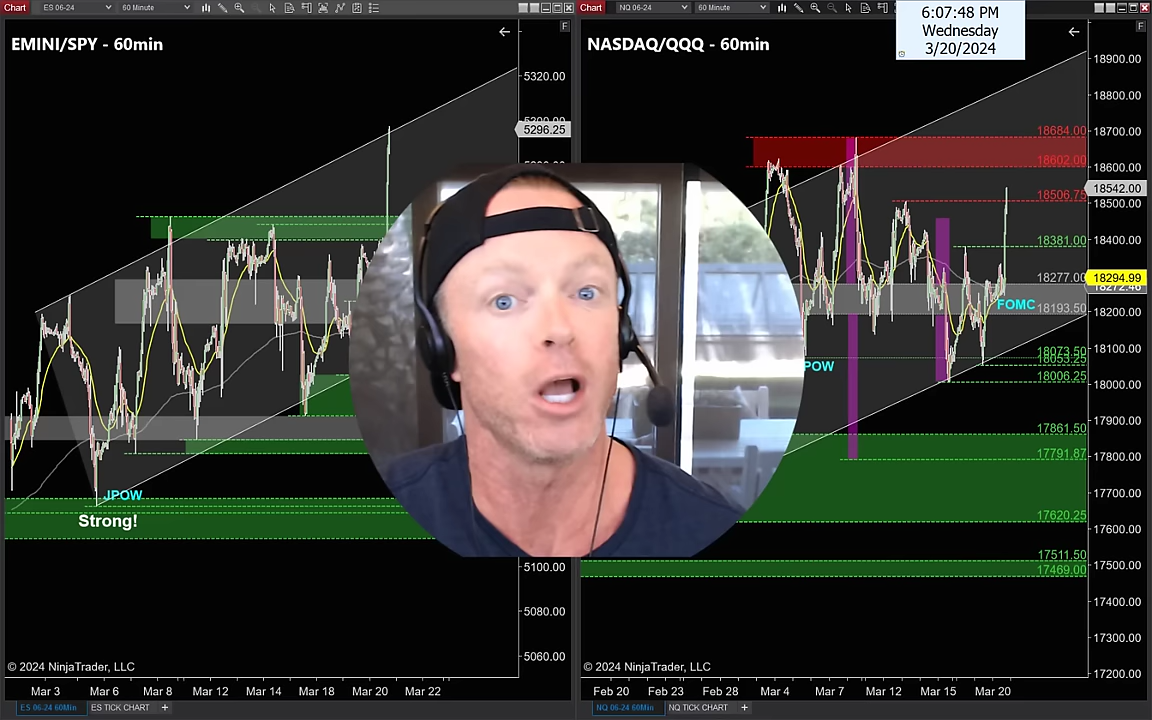 Chart
ES 06-24
60 Minute
F
EMINI/SPY - 60min
5320.00
5296.25
JPOW
Strong!
5100.00
5080.00
5060.00
© 2024 NinjaTrader, LLC
Mar 3
Mar 6
Mar 8
Mar 12
Mar 14
Mar 18
Mar 20
Mar 22
ES 06-24 60Min
ES TICK CHART
+
Chart
NQ 06-24
60 Minute
F
6:07:48 PM
Wednesday
3/20/2024
NASDAQ/QQQ - 60min
18900.00
18800.00
18684.00
18700.00
18602.00
18600.00
18542.00
18506.75
18500.00
18381.00
18400.00
18277.00
18294.99
FOMC
18193.50
18200.00
18073.50
18100.00
POW
18006.25
18000.00
17861.50
17900.00
17791.87
17800.00
17700.00
17620.25
17600.00
17511.50
17500.00
17469.00
17400.00
17300.00
17200.00
© 2024 NinjaTrader, LLC
Feb 20
Feb 23
Feb 28
Mar 4
Mar 7
Mar 12
Mar 15
Mar 20
NQ 06-24 60Min
NQ TICK CHART
+